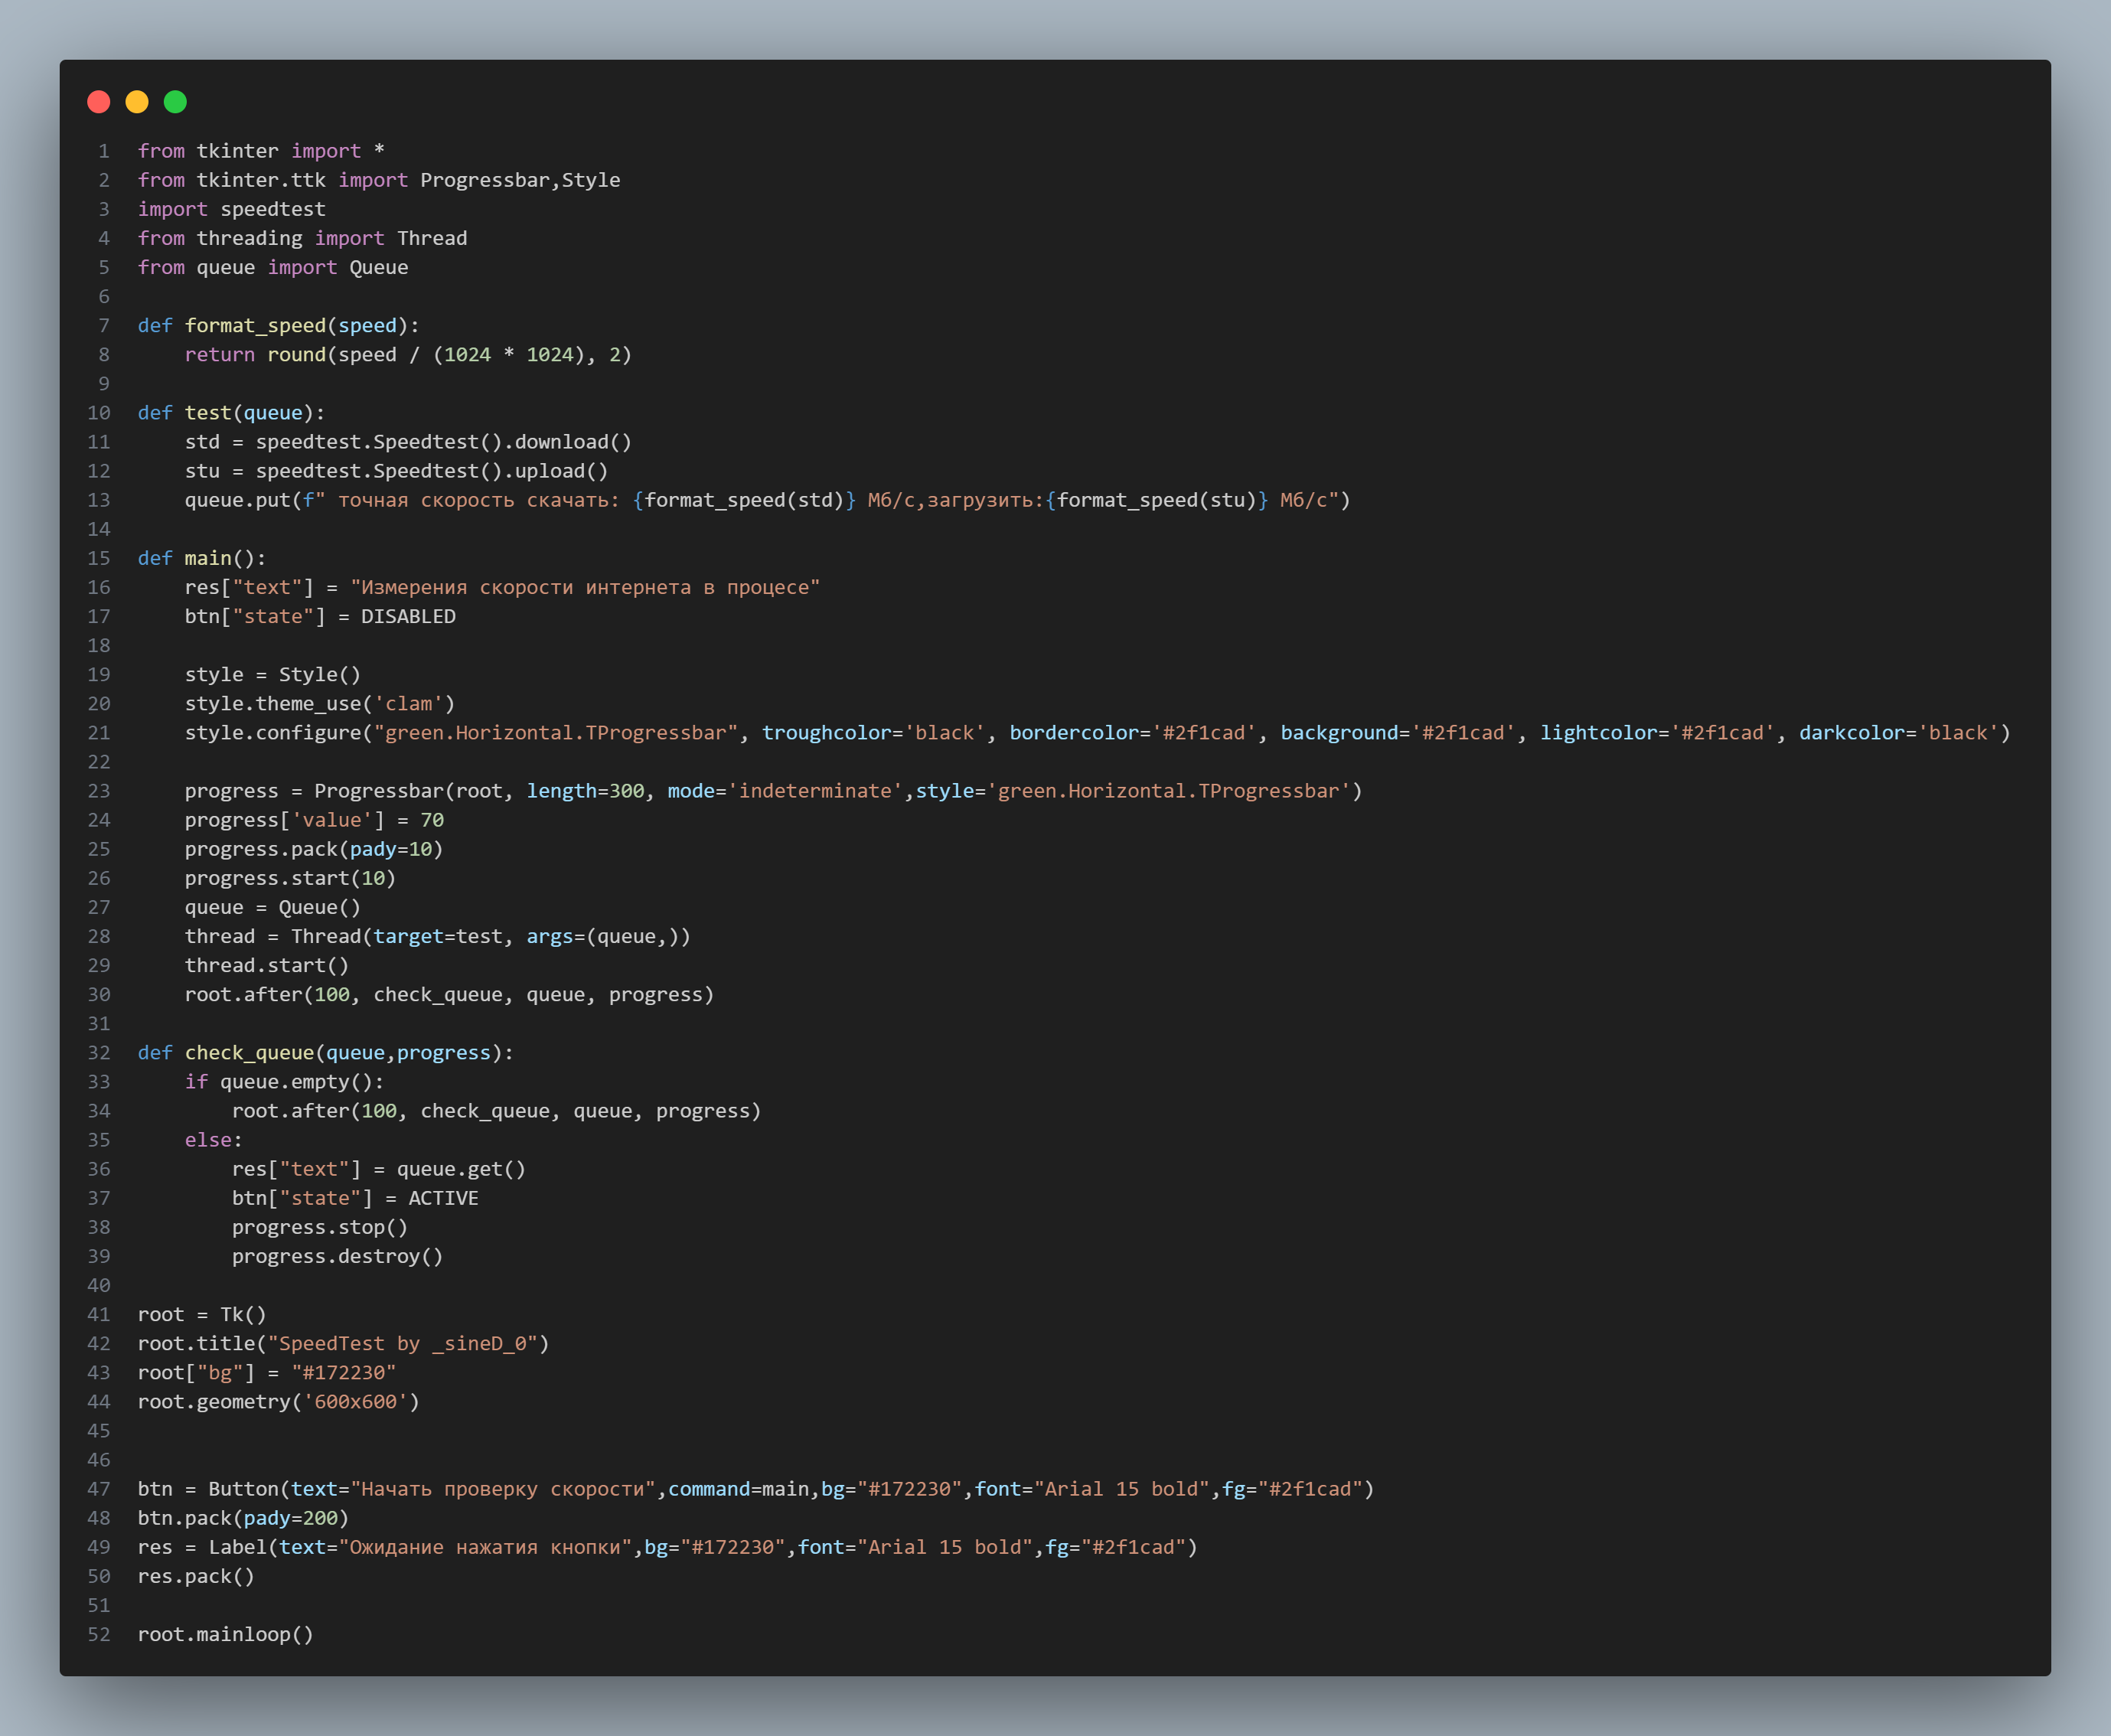 1 from tkinter import *
2 from tkinter.ttk import Progressbar,Style
3 import speedtest
4 from threading import Thread
5 from queue import Queue
6
7 def format_speed(speed):
8     return round(speed / (1024 * 1024), 2)
9
10 def test(queue):
11     std = speedtest.Speedtest().download()
12     stu = speedtest.Speedtest().upload()
13     queue.put(f" точная скорость скачать: {format_speed(std)} Мб/с,загрузить:{format_speed(stu)} Мб/с")
14
15 def main():
16     res["text"] = "Измерения скорости интернета в процесе"
17     btn["state"] = DISABLED
18
19     style = Style()
20     style.theme_use('clam')
21     style.configure("green.Horizontal.TProgressbar", troughcolor='black', bordercolor='#2f1cad', background='#2f1cad', lightcolor='#2f1cad', darkcolor='black')
22
23     progress = Progressbar(root, length=300, mode='indeterminate',style='green.Horizontal.TProgressbar')
24     progress['value'] = 70
25     progress.pack(pady=10)
26     progress.start(10)
27     queue = Queue()
28     thread = Thread(target=test, args=(queue,))
29     thread.start()
30     root.after(100, check_queue, queue, progress)
31
32 def check_queue(queue,progress):
33     if queue.empty():
34         root.after(100, check_queue, queue, progress)
35     else:
36         res["text"] = queue.get()
37         btn["state"] = ACTIVE
38         progress.stop()
39         progress.destroy()
40
41 root = Tk()
42 root.title("SpeedTest by _sineD_0")
43 root["bg"] = "#172230"
44 root.geometry('600x600')
45
46
47 btn = Button(text="Начать проверку скорости",command=main,bg="#172230",font="Arial 15 bold",fg="#2f1cad")
48 btn.pack(pady=200)
49 res = Label(text="Ожидание нажатия кнопки",bg="#172230",font="Arial 15 bold",fg="#2f1cad")
50 res.pack()
51
52 root.mainloop()